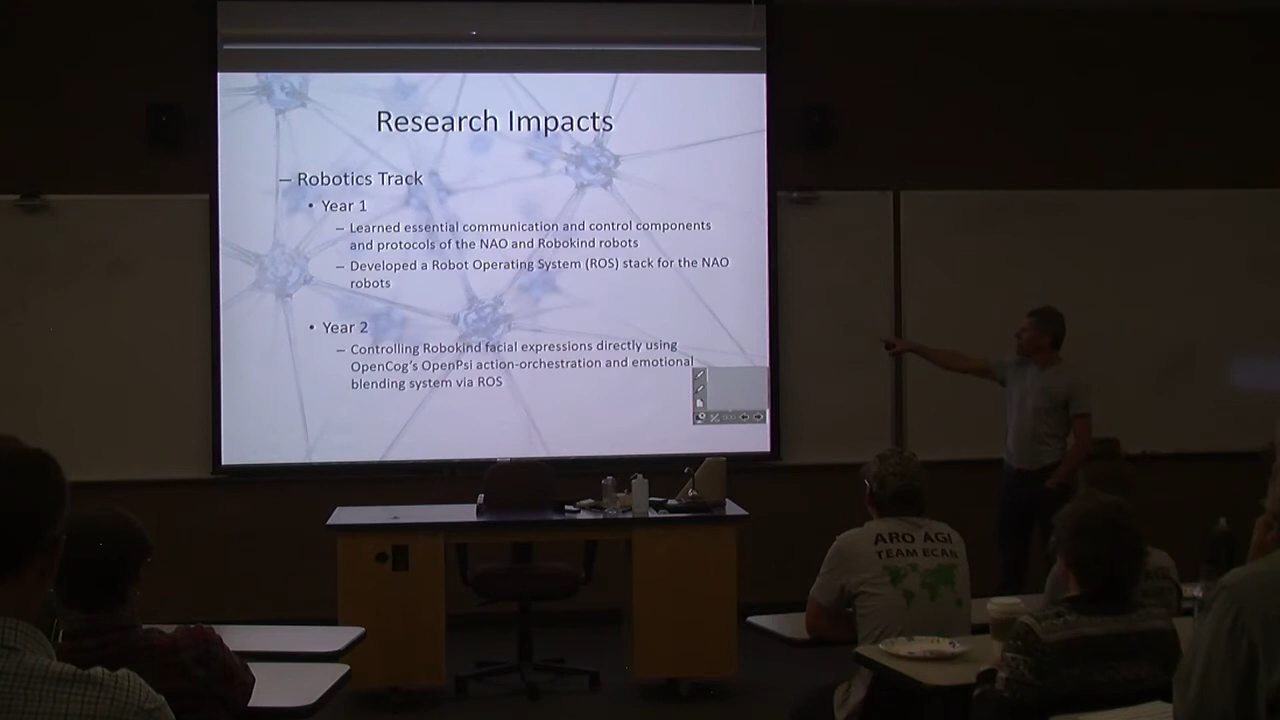 Research Impacts
– Robotics Track
• Year 1
– Learned essential communication and control components
and protocols of the NAO and Robokind robots
– Developed a Robot Operating System (ROS) stack for the NAO
robots
• Year 2
– Controlling Robokind facial expressions directly using
OpenCog's OpenPsi action-orchestration and emotional
blending system via ROS
ARO AGI
TEAM ECAN